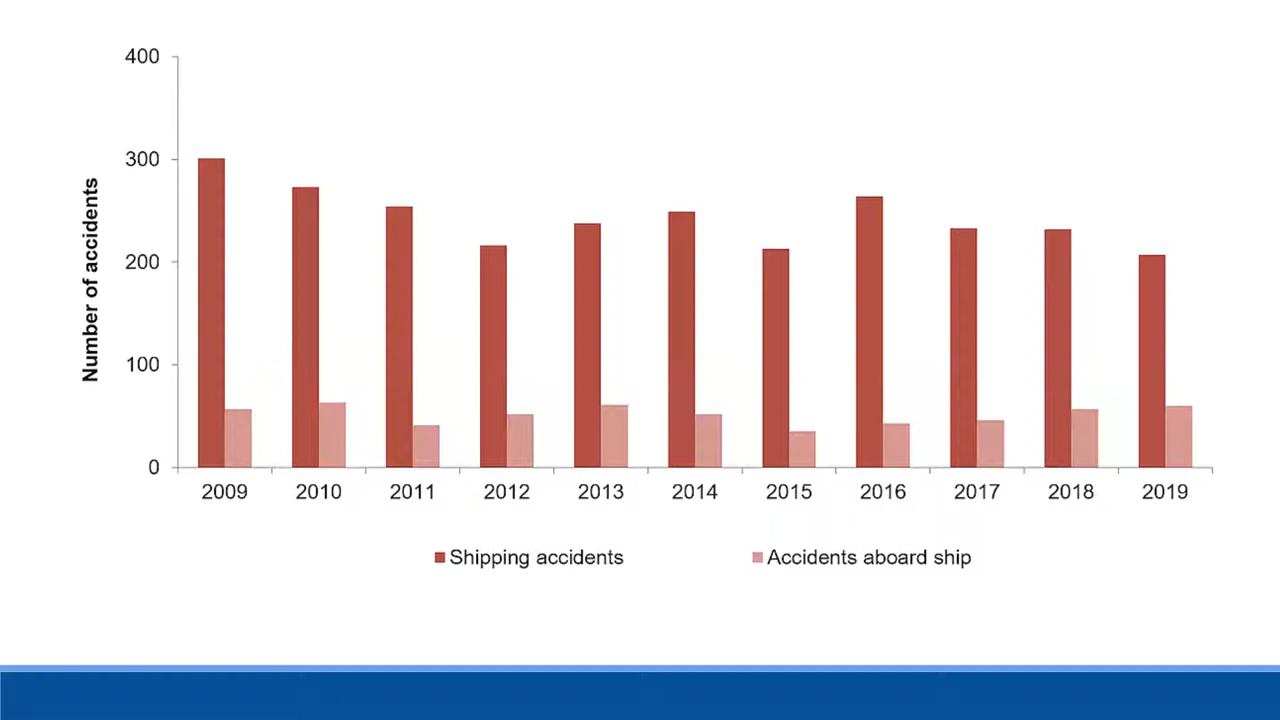 400
300
200
100
0
Number of accidents
2009 2010 2011 2012 2013 2014 2015 2016 2017 2018 2019
Shipping accidents Accidents aboard ship